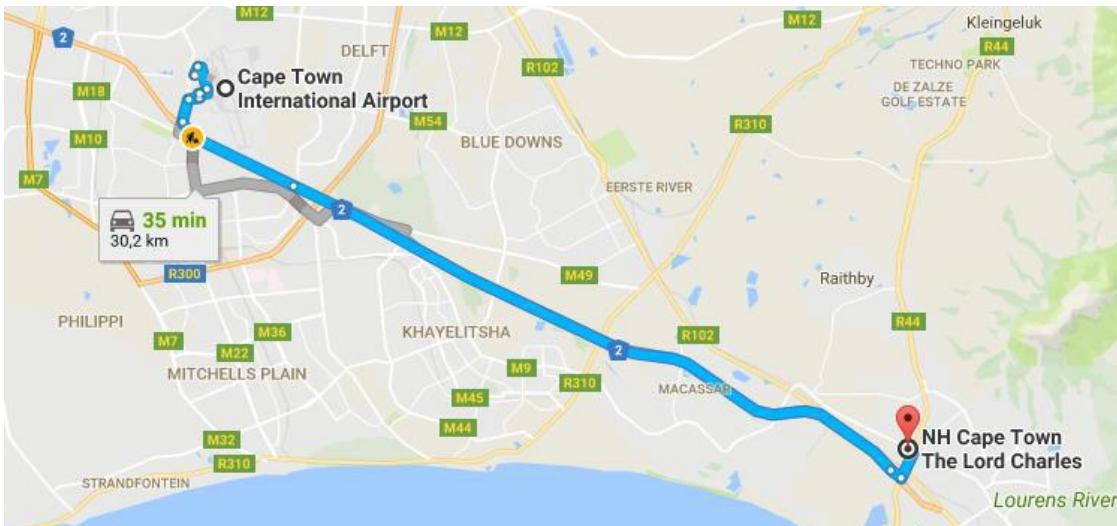 M12
M12
M12
Kleingeluk
2
DELFT
R44
R102
TECHNO PARK
Cape Town
International Airport
M18
DE ZALZE
GOLF ESTATE
M54
R310
M10
BLUE DOWNS
M7
EERSTE RIVER
2
35 min
30,2 km
R300
M49
Raithby
PHILIPPI
M7
M36
KHAYELITSHA
R102
R44
M22
2
MITCHELLS PLAIN
M9
R310
MACASSAR
M45
M44
M32
R310
NH Cape Town
The Lord Charles
STRANDFONTEIN
Lourens River